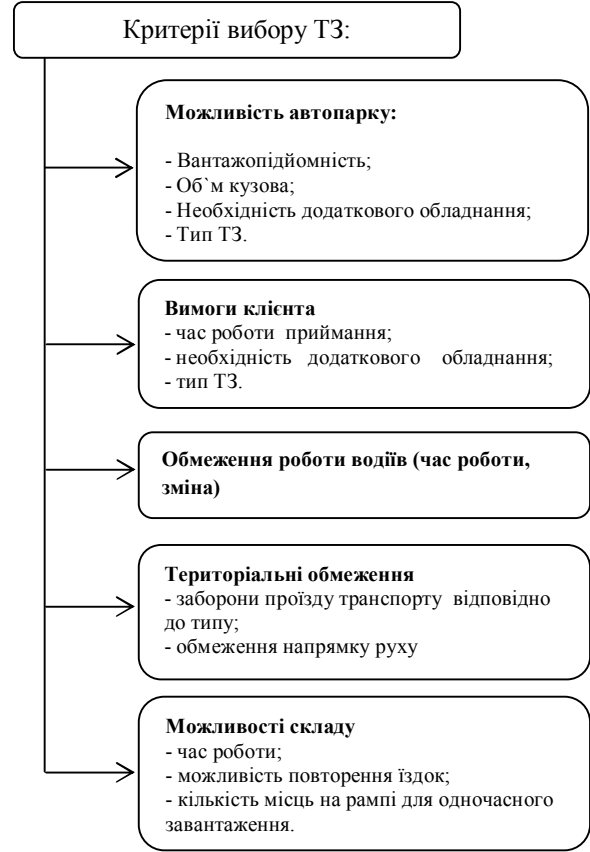 Критерії вибору ТЗ:
Можливість автопарку:
- Вантажопідйомність;
- Об`м кузова;
- Необхідність додаткового обладнання;
- Тип ТЗ.
Вимоги клієнта
- час роботи приймання;
- необхідність додаткового обладнання;
- тип ТЗ.
Обмеження роботи водіїв (час роботи,
зміна)
Територіальні обмеження
- заборони проїзду транспорту відповідно
до типу;
- обмеження напрямку руху
Можливості складу
- час роботи;
- можливість повторення їздок;
- кількість місць на рампі для одночасного
завантаження.